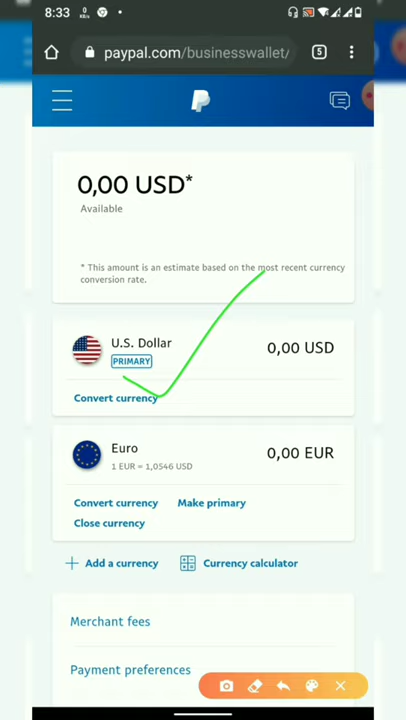 8:33
0
KB/s
paypal.com/businesswallet/
5
0,00 USD*
Available
* This amount is an estimate based on the most recent currency
conversion rate.
U.S. Dollar
0,00 USD
PRIMARY
Convert currency
Euro
0,00 EUR
1 EUR = 1,0546 USD
Convert currency
Make primary
Close currency
Add a currency
Currency calculator
Merchant fees
Payment preferences